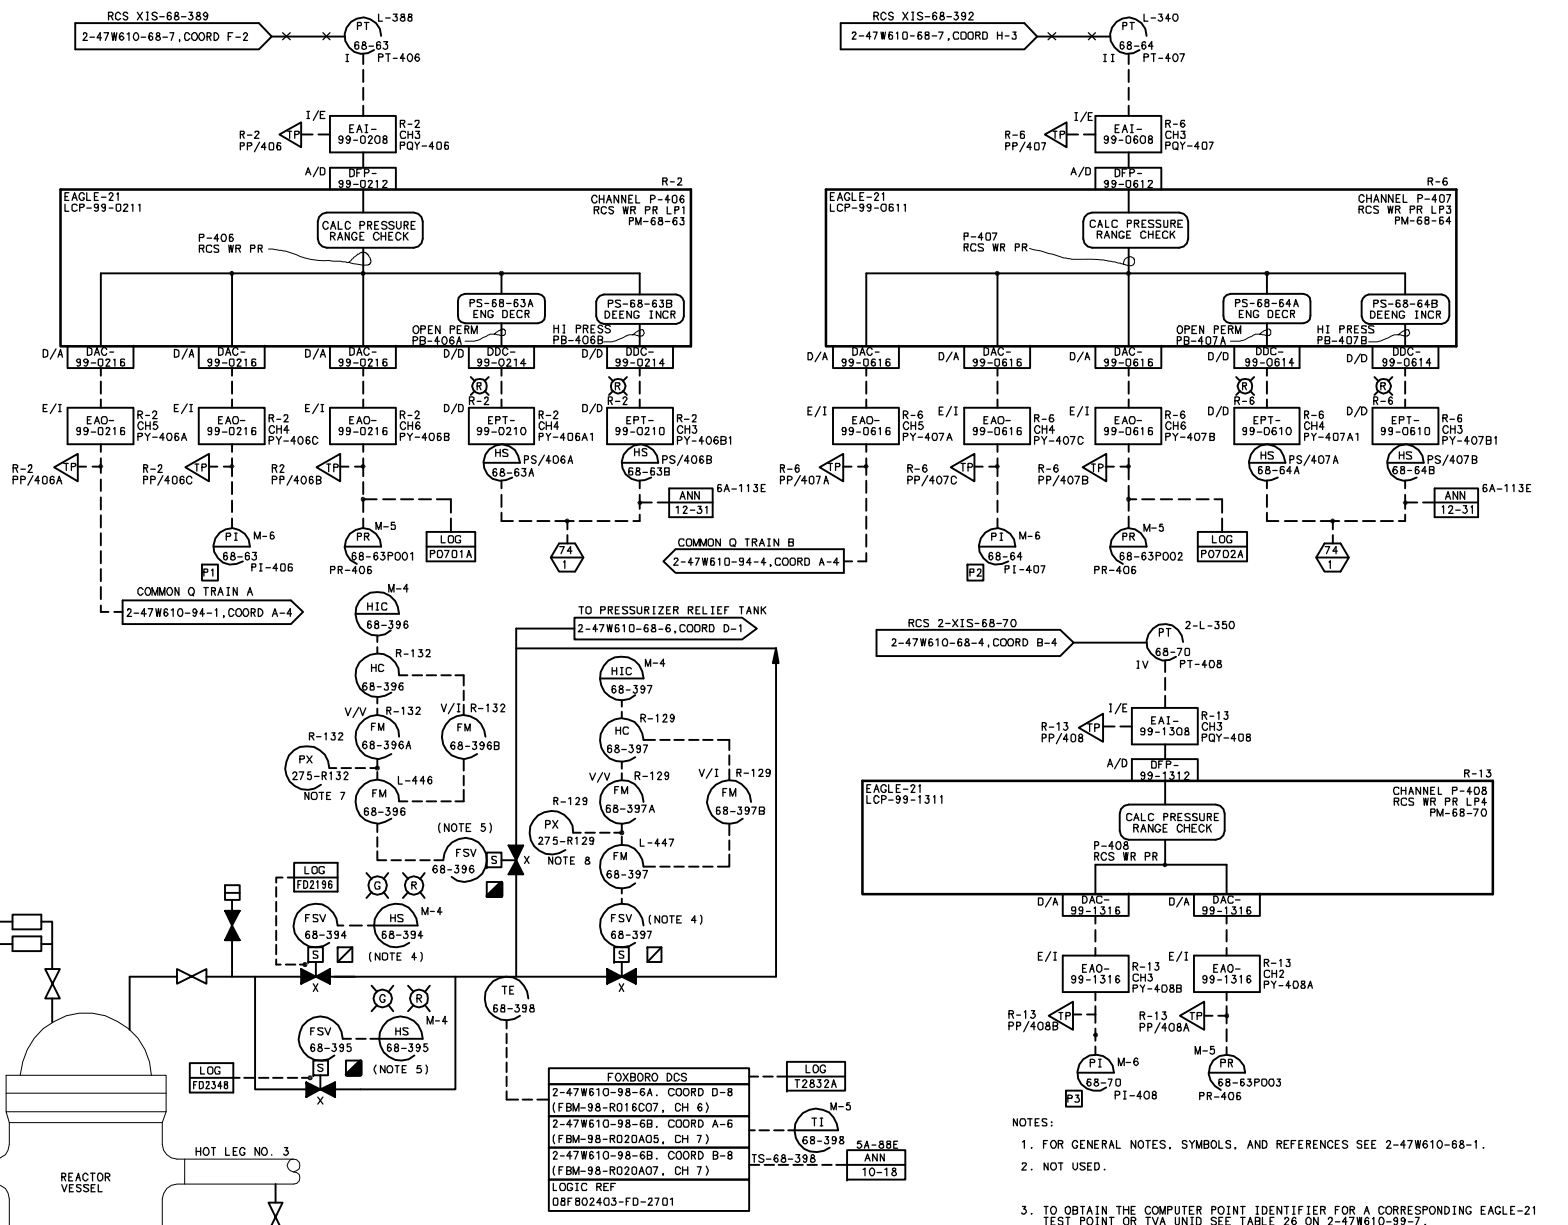 RCS XIS-68-389
2-47W610-68-7,COORD F-2
PT
68-63
L-388
I
PT-406
I/E
R-2
PP/406
TP
EAI-
99-0208
R-2
CH3
PQY-406
A/D
DFP-
99-0212
R-2
EAGLE-21
LCP-99-0211
CHANNEL P-406
RCS WR PR LP1
PM-68-63
CALC PRESSURE
RANGE CHECK
P-406
RCS WR PR
PS-68-63A
ENG DECR
PS-68-63B
DEENG INCR
OPEN PERM
PB-406A
HI PRESS
PB-406B
D/A
DAC-
99-0216
D/A
DAC-
99-0216
D/A
DAC-
99-0216
D/D
DDC-
99-0214
D/D
DDC-
99-0214
R
R-2
R
R-2
E/I
EAO-
99-0216
R-2
CH5
PY-406A
E/I
EAO-
99-0216
R-2
CH4
PY-406C
E/I
EAO-
99-0216
R-2
CH6
PY-406B
D/D
EPT-
99-0210
R-2
CH4
PY-406A1
D/D
EPT-
99-0210
R-2
CH3
PY-406B1
R-2
PP/406A
TP
R-2
PP/406C
TP
R2
PP/406B
TP
HS
68-63A
PS/406A
HS
68-63B
PS/406B
6A-113E
ANN
12-31
PI
68-63
M-6
PI-406
P1
PR
68-63P001
M-5
PR-406
LOG
P0701A
74
1
COMMON Q TRAIN A
2-47W610-94-1,COORD A-4
RCS XIS-68-392
2-47W610-68-7,COORD H-3
PT
68-64
L-340
II
PT-407
I/E
R-6
PP/407
TP
EAI-
99-0608
R-6
CH3
PQY-407
A/D
DFP-
99-0612
R-6
EAGLE-21
LCP-99-0611
CHANNEL P-407
RCS WR PR LP3
PM-68-64
CALC PRESSURE
RANGE CHECK
P-407
RCS WR PR
PS-68-64A
ENG DECR
PS-68-64B
DEENG INCR
OPEN PERM
PB-407A
HI PRESS
PB-407B
D/A
DAC-
99-0616
D/A
DAC-
99-0616
D/A
DAC-
99-0616
D/D
DDC-
99-0614
D/D
DDC-
99-0614
R
R-6
R
R-6
E/I
EAO-
99-0616
R-6
CH5
PY-407A
E/I
EAO-
99-0616
R-6
CH4
PY-407C
E/I
EAO-
99-0616
R-6
CH6
PY-407B
D/D
EPT-
99-0610
R-6
CH4
PY-407A1
D/D
EPT-
99-0610
R-6
CH3
PY-407B1
R-6
PP/407A
TP
R-6
PP/407C
TP
R-6
PP/407B
TP
HS
68-64A
PS/407A
HS
68-64B
PS/407B
6A-113E
ANN
12-31
COMMON Q TRAIN B
2-47W610-94-4,COORD A-4
PI
68-64
M-6
PI-407
P2
PR
68-63P002
M-5
PR-406
LOG
P0702A
74
1
M-4
HIC
68-396
R-132
HC
68-396
V/V
R-132
FM
68-396A
V/I
R-132
FM
68-396B
R-132
PX
275-R132
NOTE 7
L-446
FM
68-396
(NOTE 5)
FSV
68-396
S
X
TO PRESSURIZER RELIEF TANK
2-47W610-68-6,COORD D-1
M-4
HIC
68-397
R-129
HC
68-397
V/V
R-129
FM
68-397A
V/I
R-129
FM
68-397B
R-129
PX
275-R129
NOTE 8
L-447
FM
68-397
FSV
68-397
(NOTE 4)
S
X
LOG
FD2196
G
R
FSV
68-394
HS
68-394
M-4
(NOTE 4)
S
X
G
R
M-4
FSV
68-395
HS
68-395
(NOTE 5)
S
X
LOG
FD2348
TE
68-398
FOXBORO DCS
2-47W610-98-6A. COORD D-8
(FBM-98-R016C07, CH 6)
2-47W610-98-6B. COORD A-6
(FBM-98-R020A05, CH 7)
2-47W610-98-6B. COORD B-8
(FBM-98-R020A07, CH 7)
LOGIC REF
08F802403-FD-2701
LOG
T2832A
M-5
TI
68-398
TS-68-398
5A-88E
ANN
10-18
REACTOR
VESSEL
HOT LEG NO. 3
RCS 2-XIS-68-70
2-47W610-68-4,COORD B-4
PT
68-70
2-L-350
IV
PT-408
I/E
R-13
PP/408
TP
EAI-
99-1308
R-13
CH3
PQY-408
A/D
DFP-
99-1312
R-13
EAGLE-21
LCP-99-1311
CHANNEL P-408
RCS WR PR LP4
PM-68-70
CALC PRESSURE
RANGE CHECK
P-408
RCS WR PR
D/A
DAC-
99-1316
D/A
DAC-
99-1316
E/I
EAO-
99-1316
R-13
CH3
PY-408B
E/I
EAO-
99-1316
R-13
CH2
PY-408A
R-13
PP/408B
TP
R-13
PP/408A
TP
PI
68-70
M-6
PI-408
P3
M-5
PR
68-63P003
PR-406
NOTES:
1. FOR GENERAL NOTES, SYMBOLS, AND REFERENCES SEE 2-47W610-68-1.
2. NOT USED.
3. TO OBTAIN THE COMPUTER POINT IDENTIFIER FOR A CORRESPONDING EAGLE-21
TEST POINT OR TVA UNID SEE TABLE 26 ON 2-47W610-99-7.